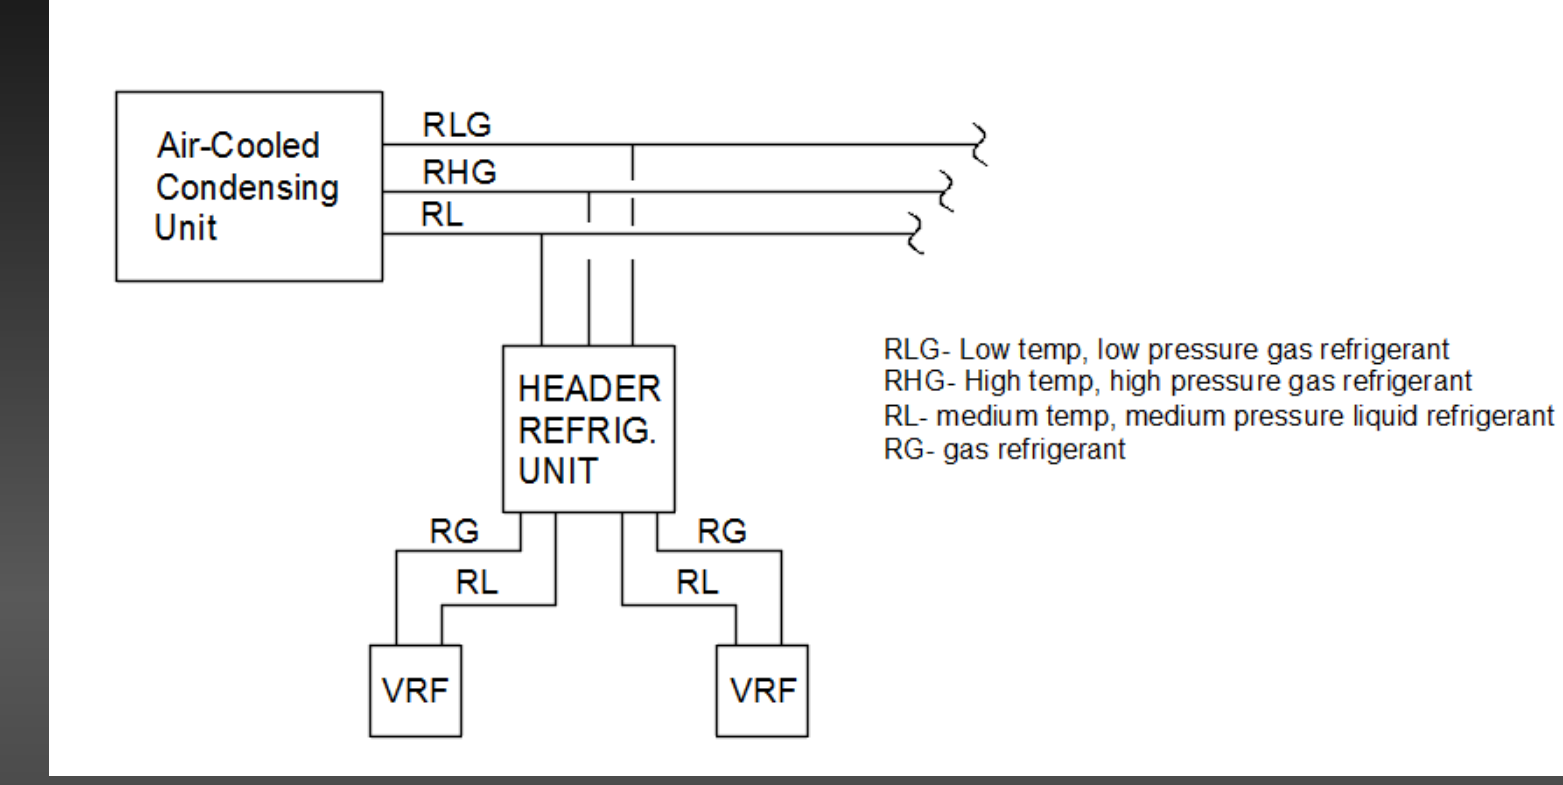 Air-Cooled
Condensing
Unit
RLG
RHG
RL
HEADER
REFRIG.
UNIT
RLG- Low temp, low pressure gas refrigerant
RHG- High temp, high pressure gas refrigerant
RL- medium temp, medium pressure liquid refrigerant
RG- gas refrigerant
RG
RG
RL
RL
VRF
VRF